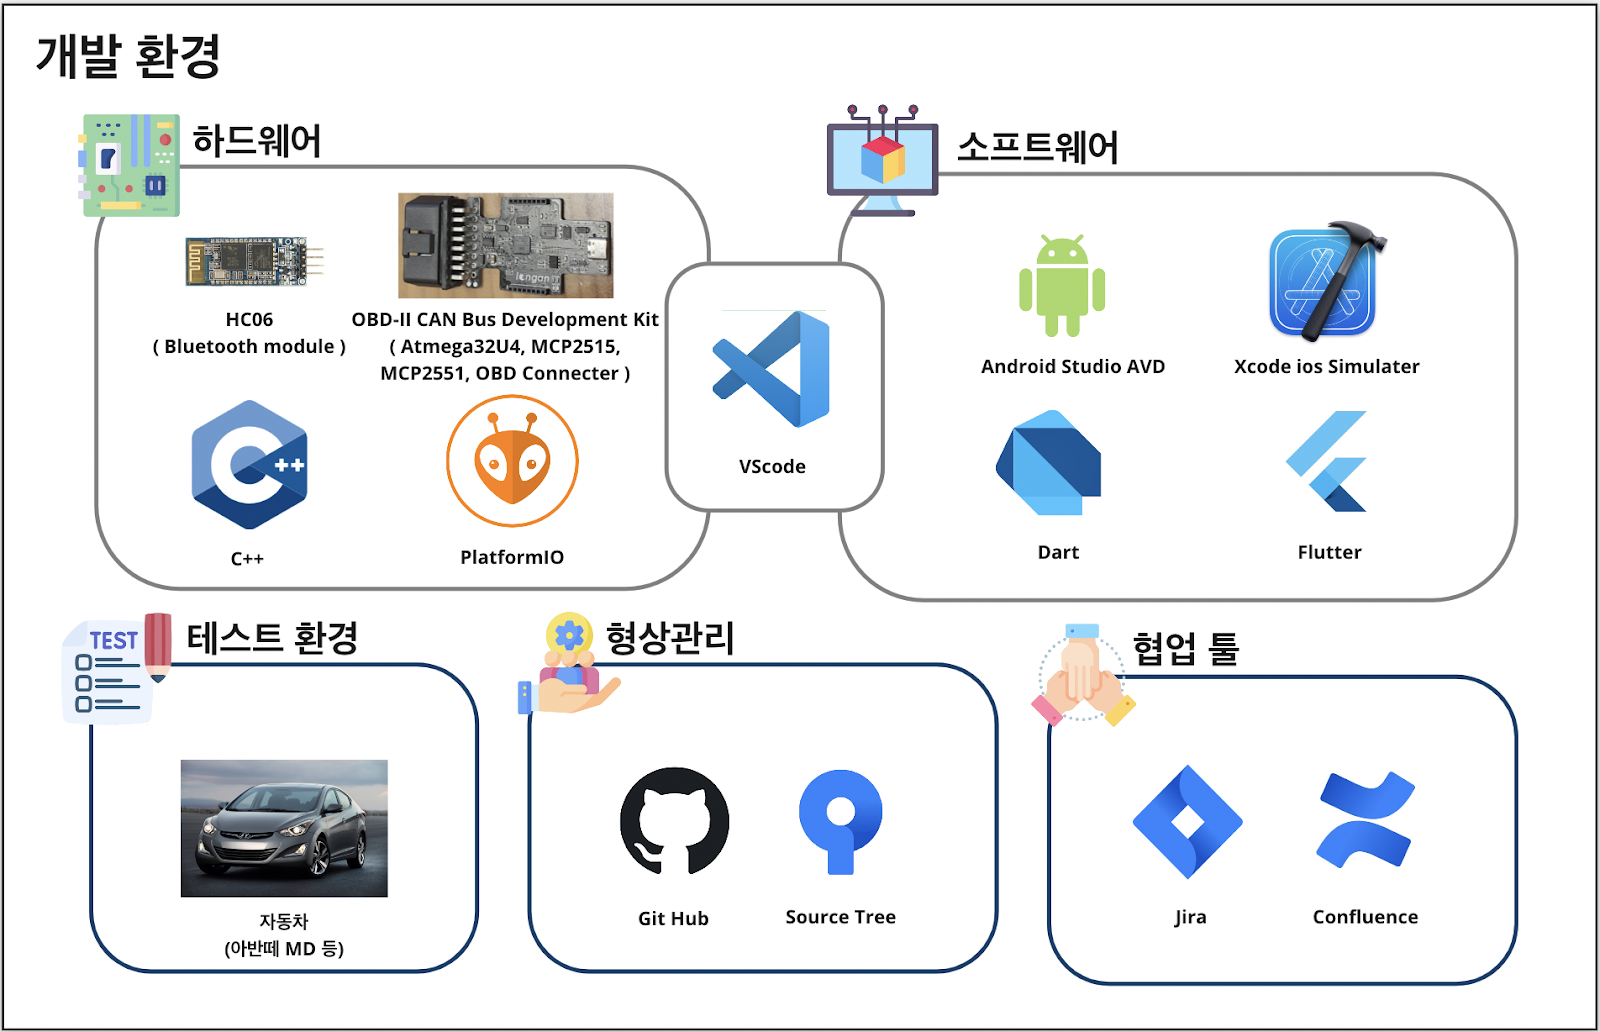 개발 환경
하드웨어
HC06
( Bluetooth module )
longan
OBD-II CAN Bus Development Kit
( Atmega32U4, MCP2515,
MCP2551, OBD Connecter )
C++
PlatformIO
VScode
소프트웨어
Android Studio AVD
Xcode ios Simulater
Dart
Flutter
TEST
테스트 환경
자동차
(아반떼 MD 등)
형상관리
Git Hub
Source Tree
협업 툴
Jira
Confluence